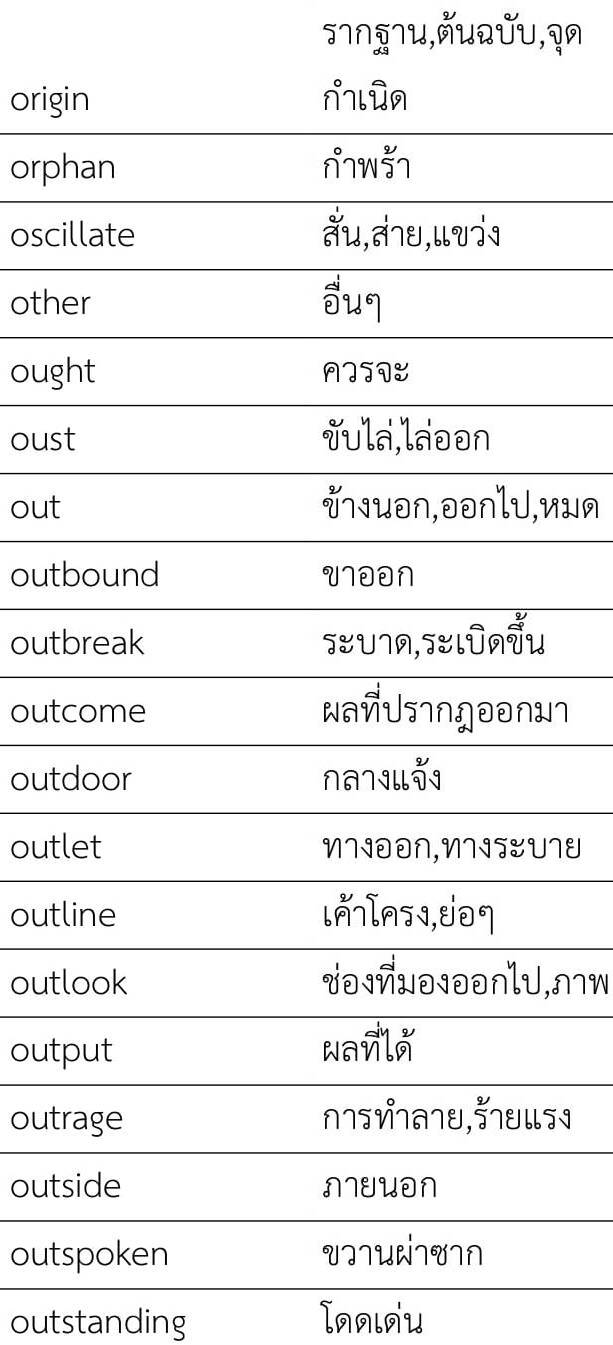 รากฐาน,ต้นฉบับ,จุด
origin กำเนิด
orphan กำพร้า
oscillate สั่น,ส่าย,แขว่ง
other อื่นๆ
ought ควรจะ
oust ขับไล่,ไล่ออก
out ข้างนอก,ออกไป,หมด
outbound ขาออก
outbreak ระบาด,ระเบิดขึ้น
outcome ผลที่ปรากฎออกมา
outdoor กลางแจ้ง
outlet ทางออก,ทางระบาย
outline เค้าโครง,ย่อๆ
outlook ช่องที่มองออกไป,ภาพ
output ผลที่ได้
outrage การทำลาย,ร้ายแรง
outside ภายนอก
outspoken ขวานผ่าซาก
outstanding โดดเด่น